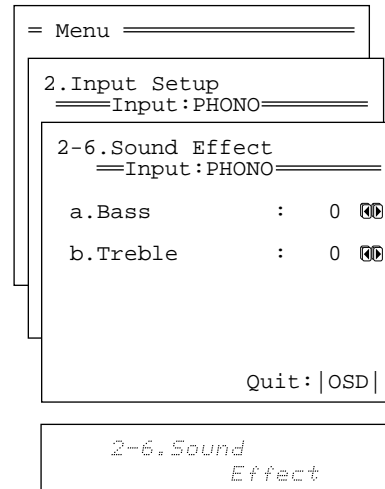 = Menu
2.Input Setup
Input:PHONO
2-6.Sound Effect
Input:PHONO
a.Bass : 0
b.Treble : 0
Quit:|OSD|
2-6.Sound
Effect